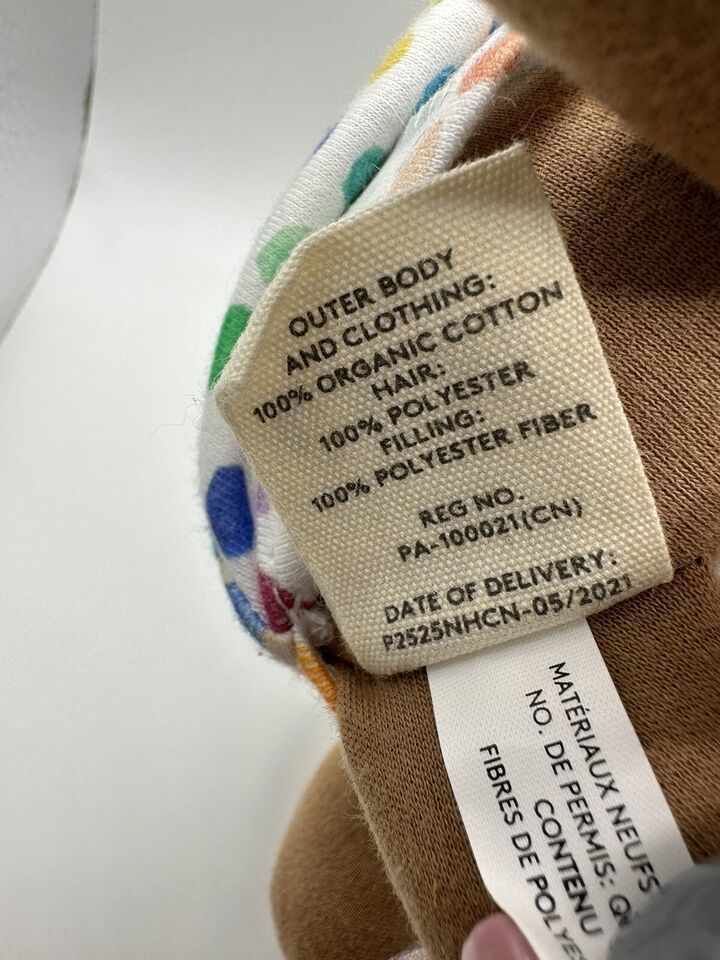 OUTER BODY
AND CLOTHING:
100% ORGANIC COTTON
HAIR:
100% POLYESTER
FILLING:
100% POLYESTER FIBER
REG NO.
PA-100021(CN)
DATE OF DELIVERY:
P2525NHCN-05/2021
MATÉRIAUX NEUFS
NO. DE PERMIS:
CONTENU
FIBRES DE